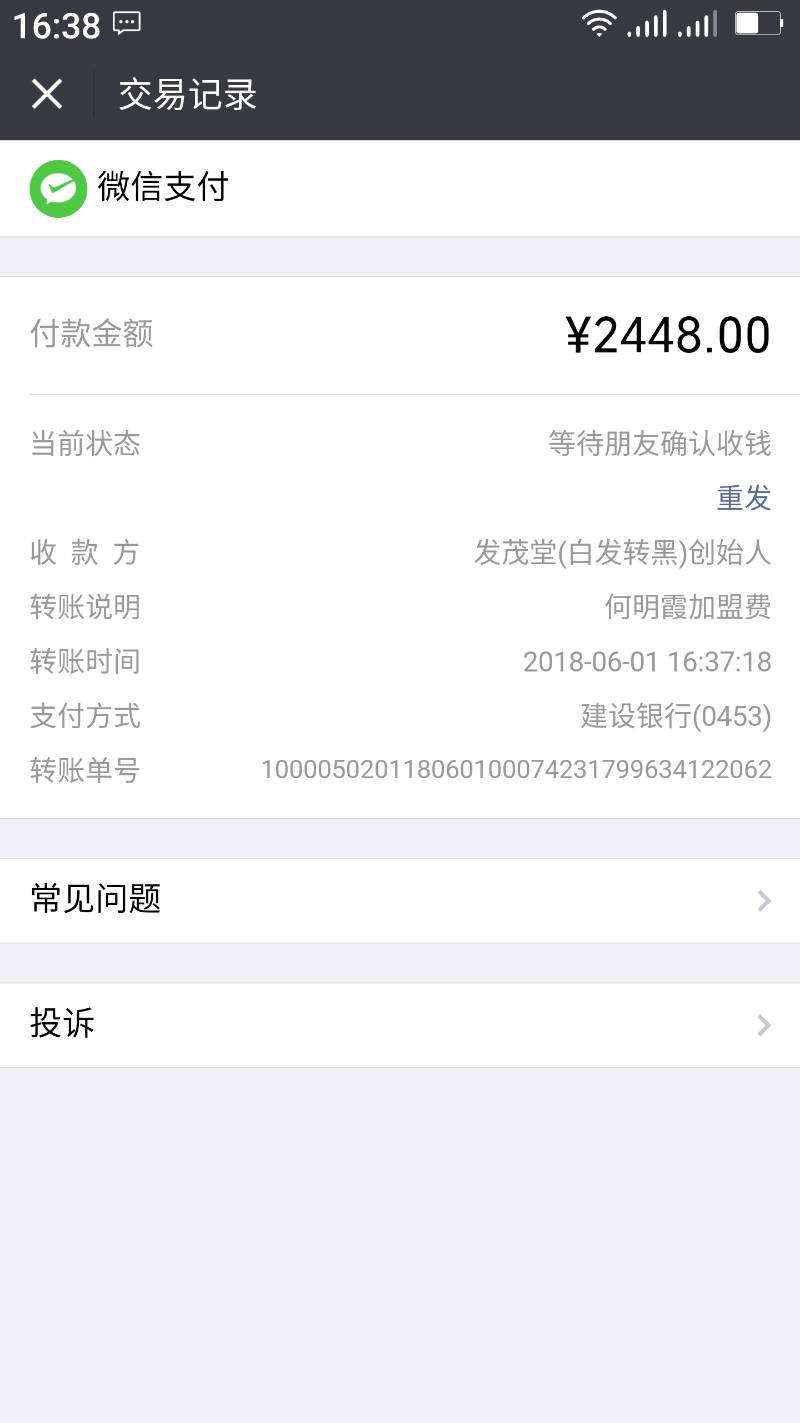 16:38
交易记录
微信支付
付款金额 ¥2448.00
当前状态 等待朋友确认收钱
重发
收款方 发茂堂(白发转黑)创始人
转账说明 何明霞加盟费
转账时间 2018-06-01 16:37:18
支付方式 建设银行(0453)
转账单号 100005020118060100074231799634122062
常见问题
投诉